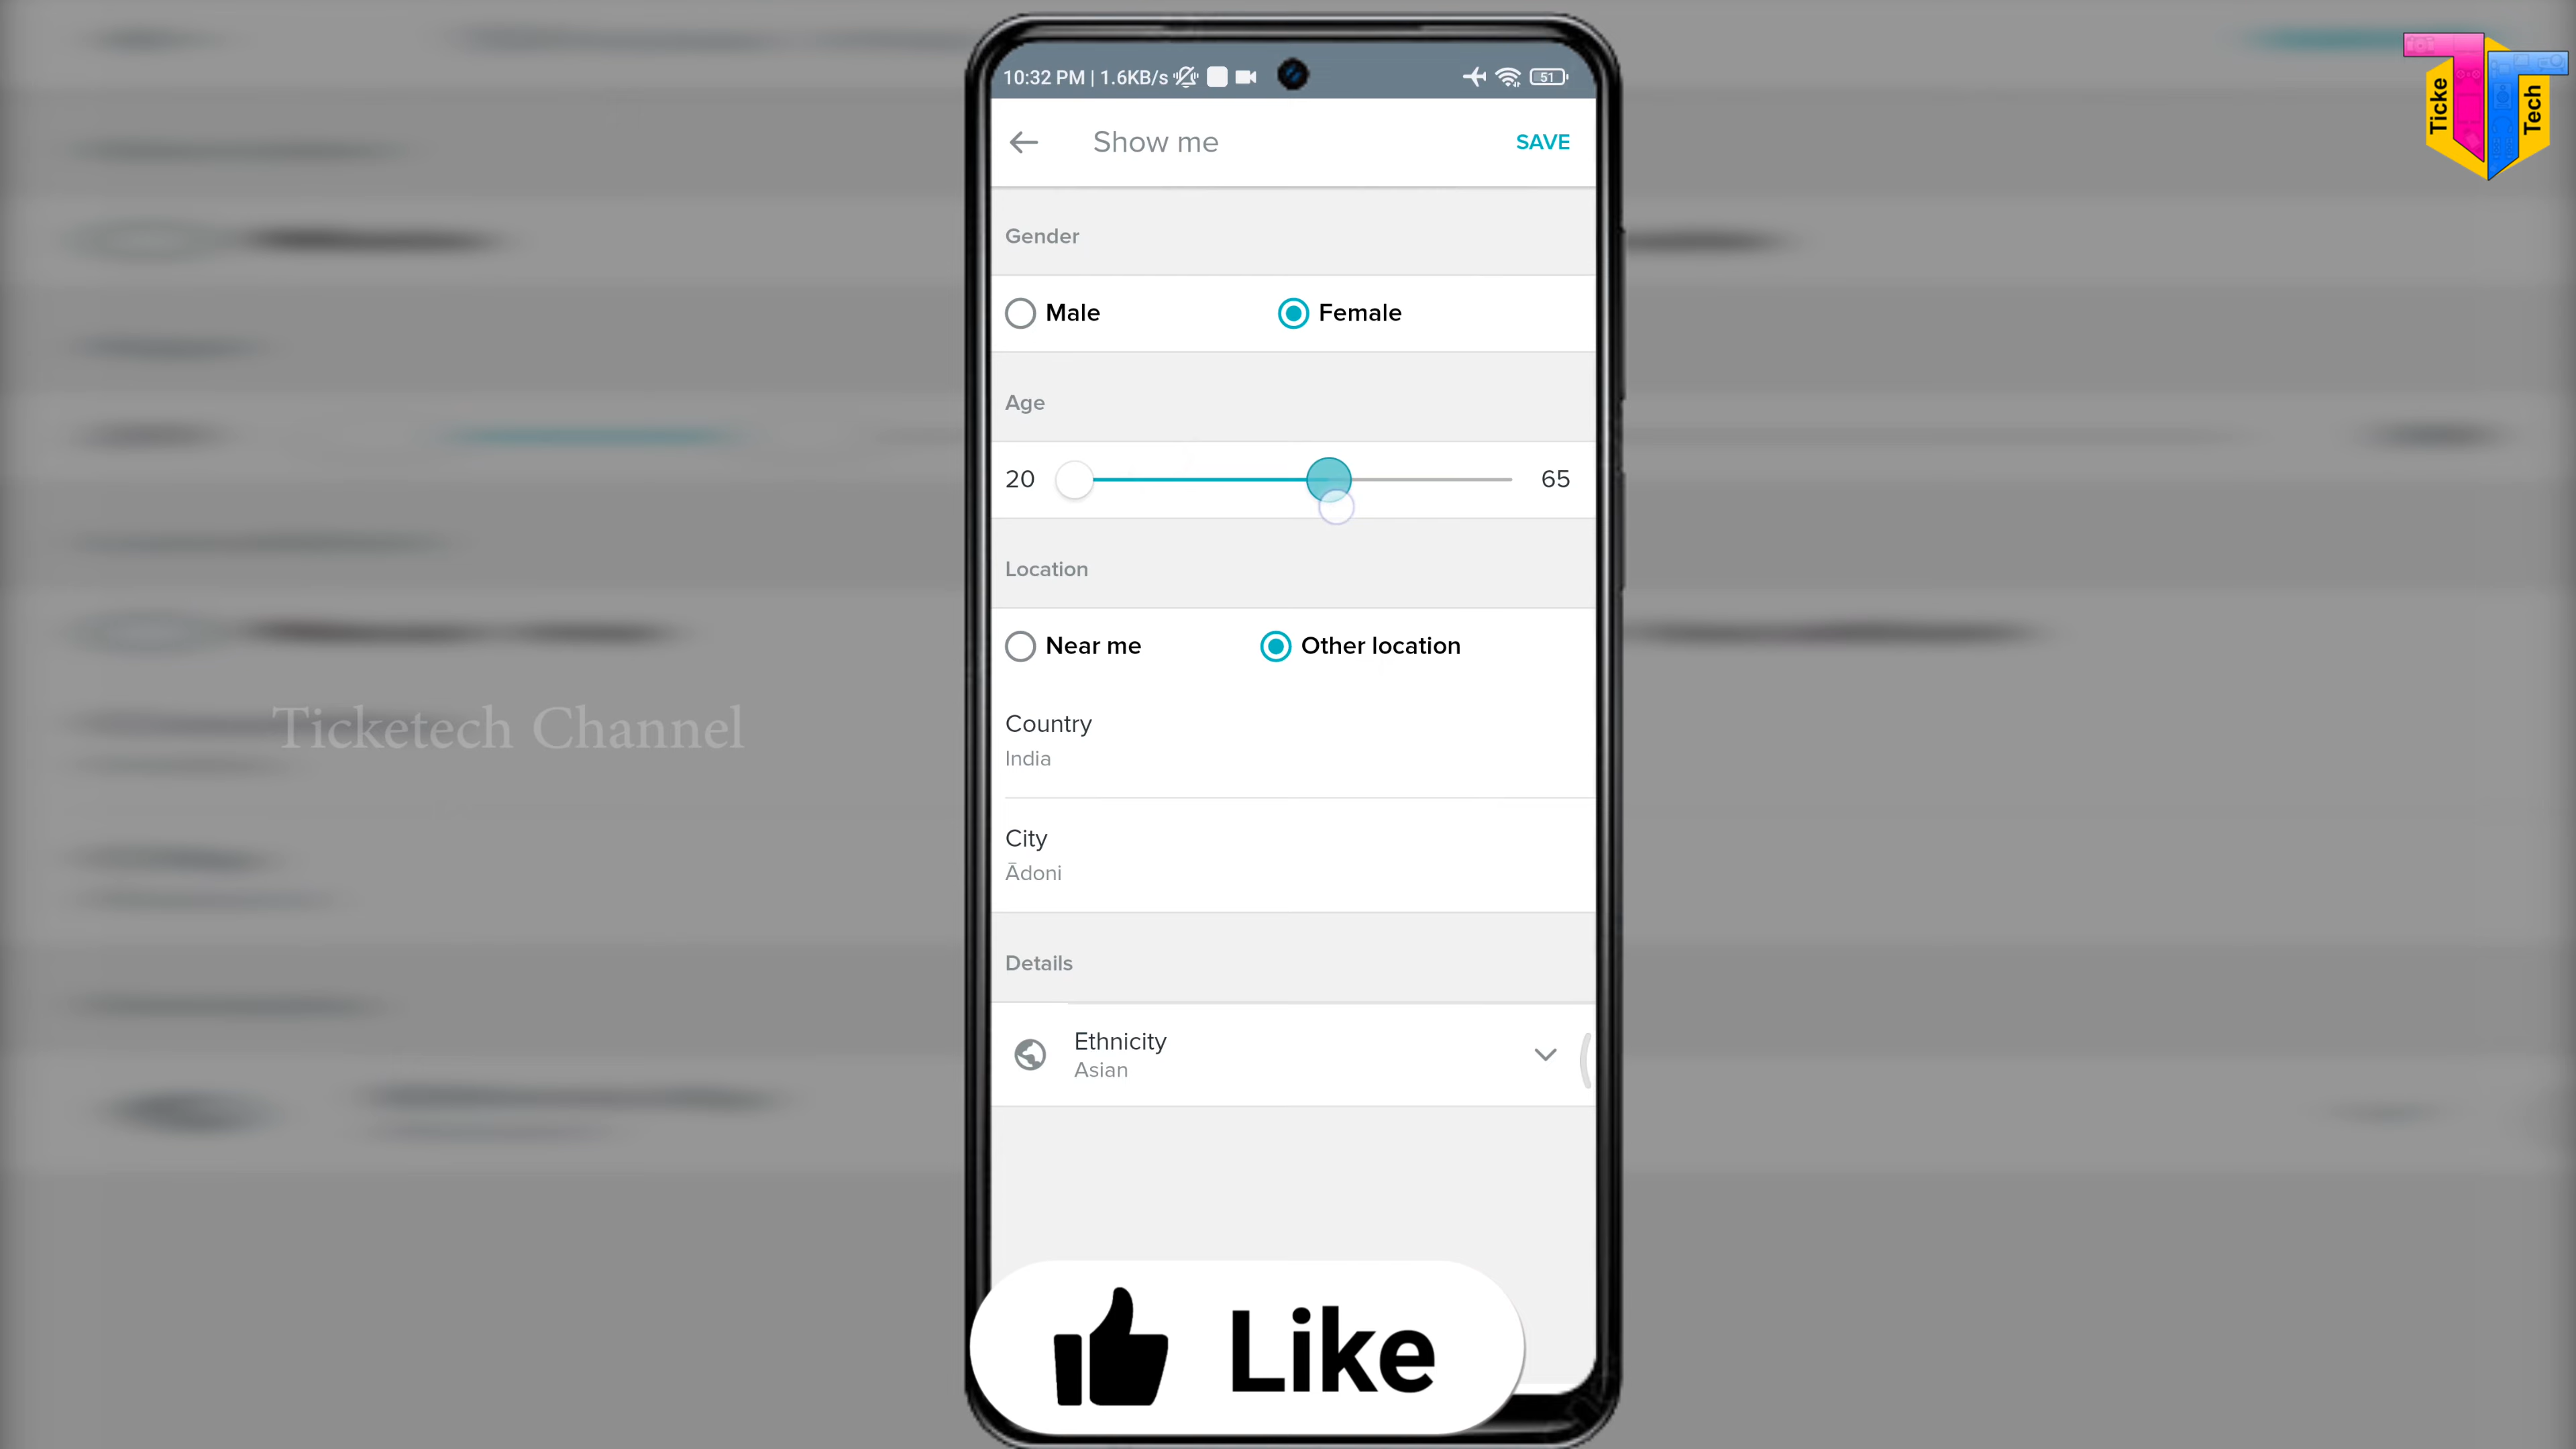 10:32 PM | 1.6KB/s
51
Show me
SAVE
Gender
Male
Female
Age
20
65
Location
Near me
Other location
Country
India
City
Ādoni
Details
Ethnicity
Asian
Like
Ticketech Channel
Ticke
Tech